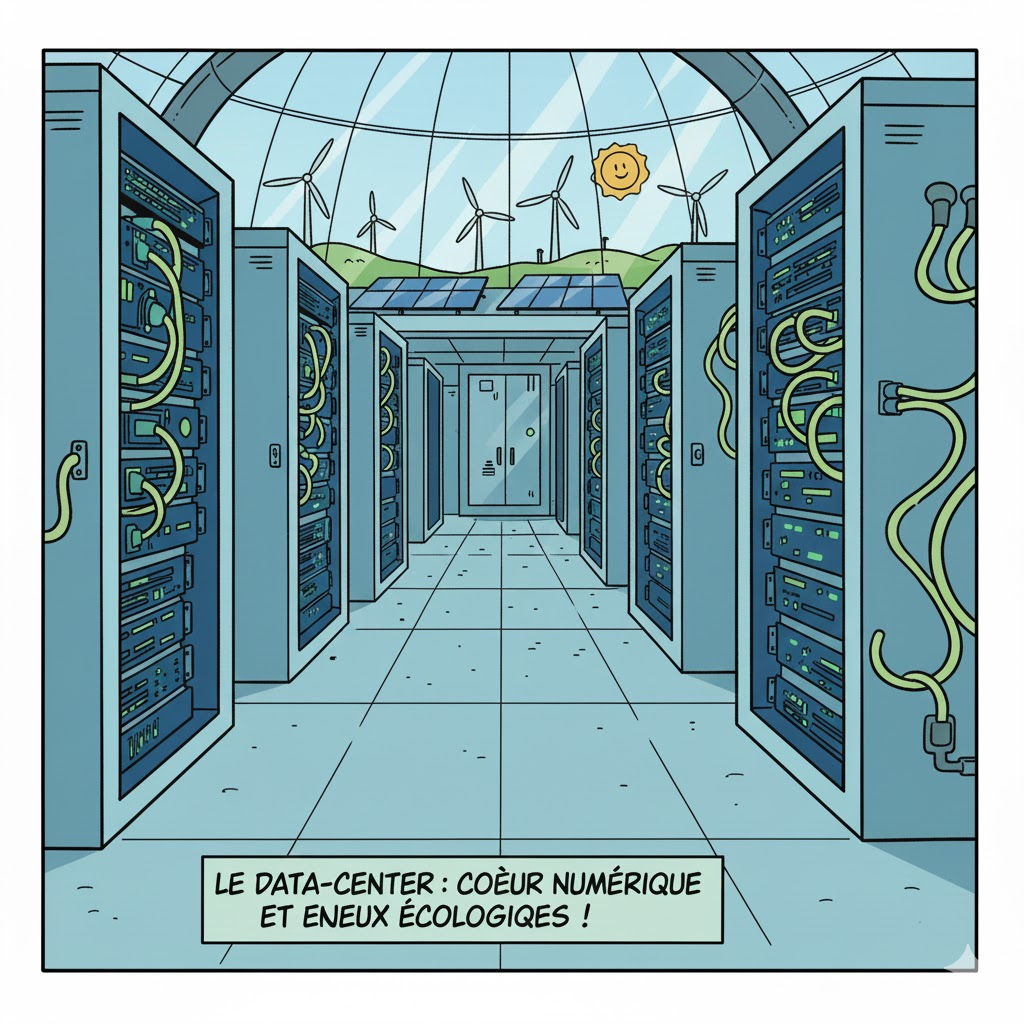 LE DATA-CENTER : COÈUR NUMÉRIQUE
ET ENEUX ÉCOLOGIQES !